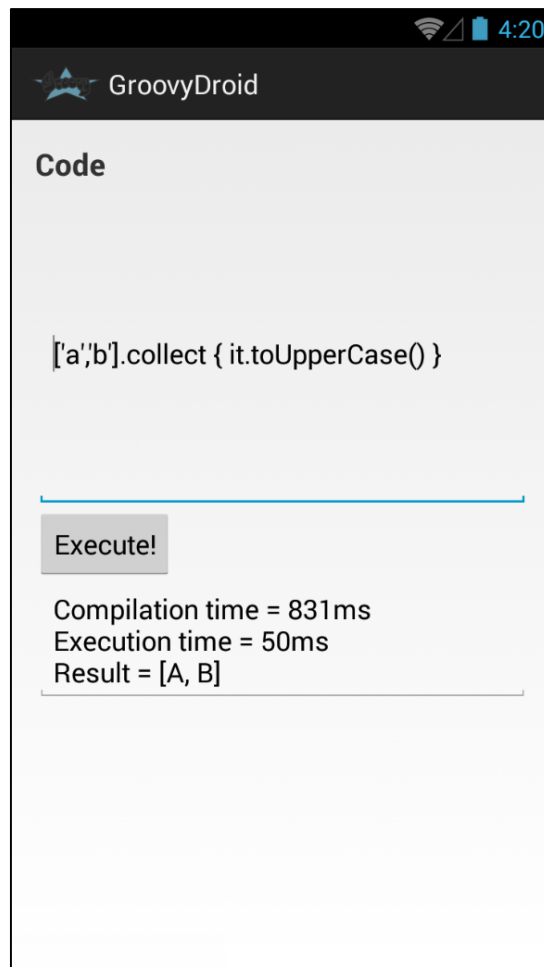 4:20
GroovyDroid
Code
['a','b'].collect { it.toUpperCase() }
Execute!
Compilation time = 831ms
Execution time = 50ms
Result = [A, B]